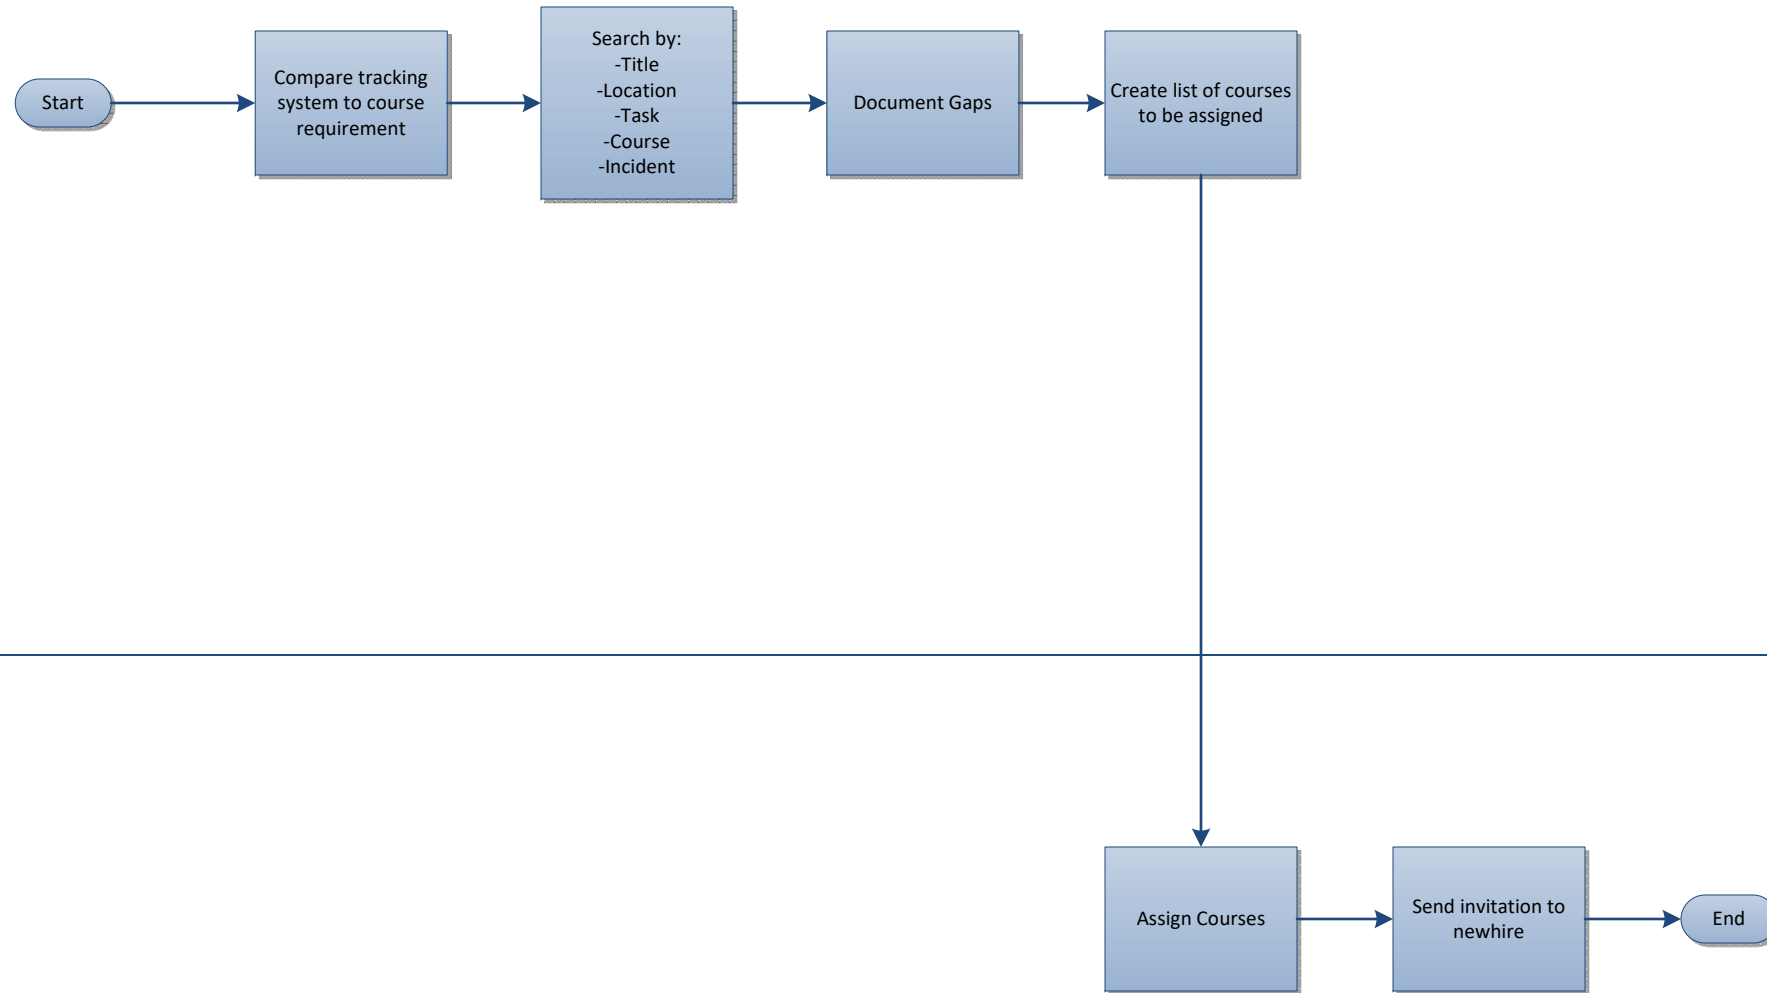 Start
Compare tracking
system to course
requirement
Search by:
-Title
-Location
-Task
-Course
-Incident
Document Gaps
Create list of courses
to be assigned
Assign Courses
Send invitation to
newhire
End